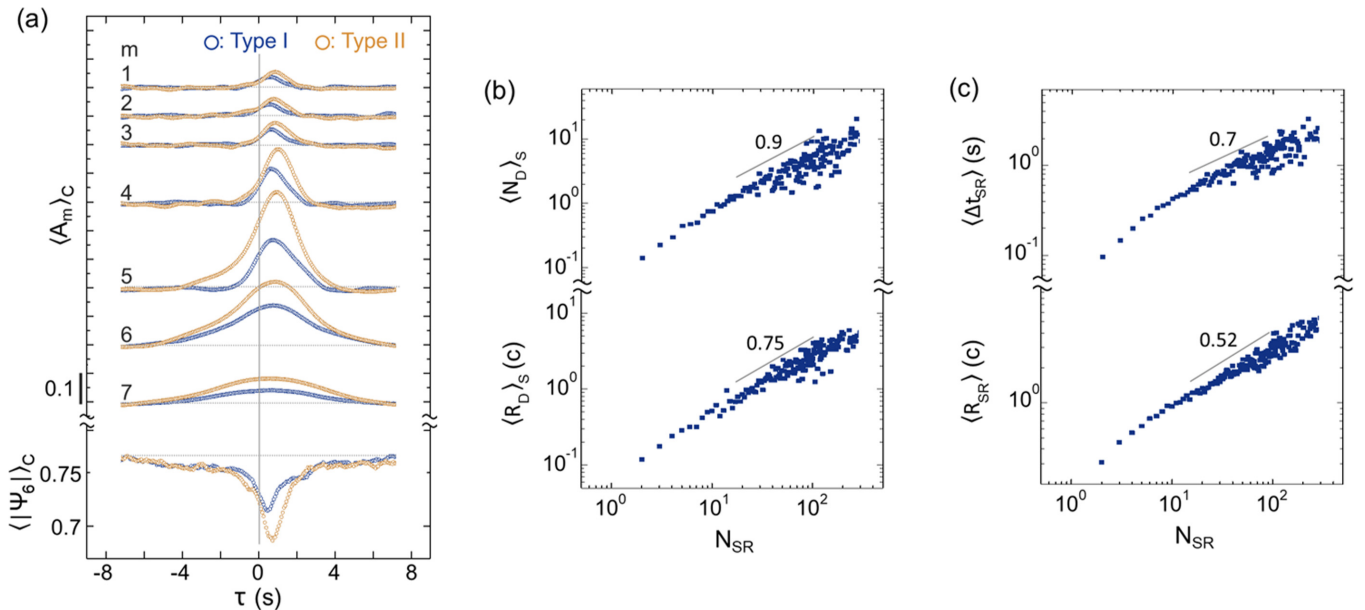 (a)
m
○: Type I
○: Type II
1
2
3
4
5
6
7
0.1
⟨A_m⟩_C
0.75
0.7
⟨|Ψ_6|⟩_C
-8
-4
0
4
8
τ (s)
(b)
0.9
10^1
10^0
10^-1
⟨N_D⟩_S
0.75
10^1
10^0
10^-1
⟨R_D⟩_S (c)
10^0
10^1
10^2
N_SR
(c)
0.7
10^0
10^-1
⟨Δt_SR⟩ (s)
0.52
10^0
⟨R_SR⟩ (c)
10^0
10^1
10^2
N_SR